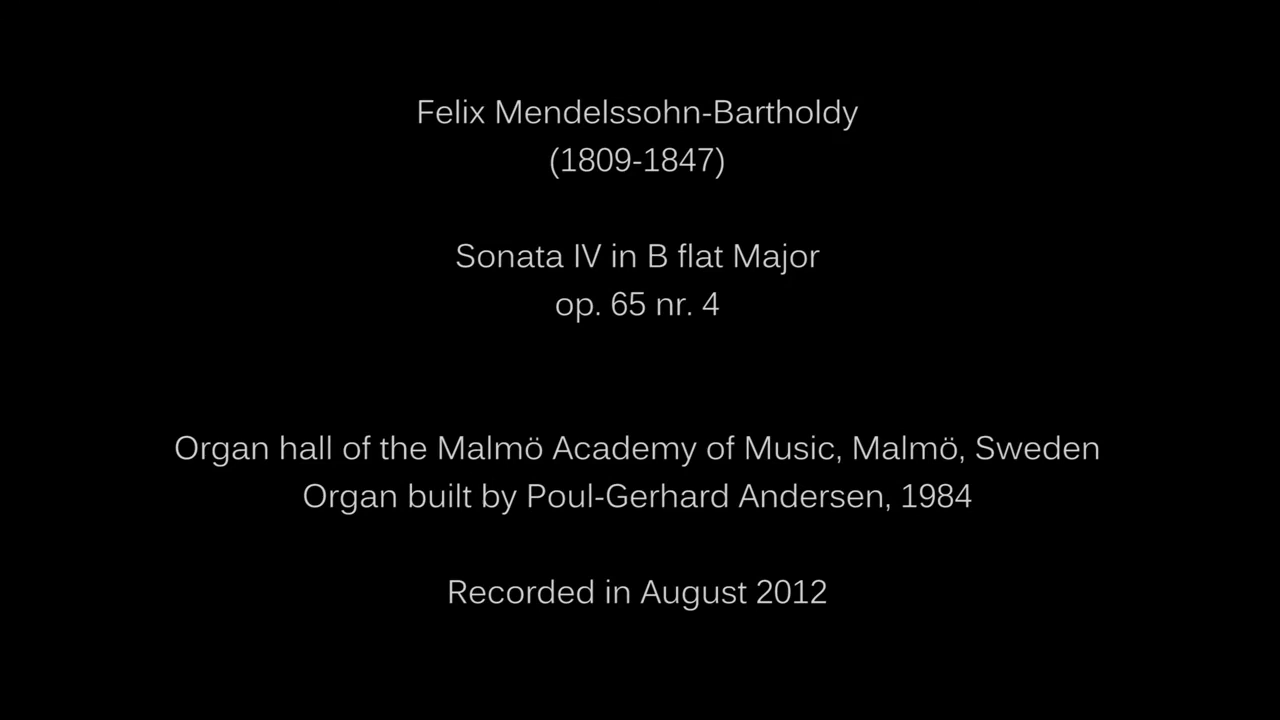 Felix Mendelssohn-Bartholdy
(1809-1847)
Sonata IV in B flat Major
op. 65 nr. 4
Organ hall of the Malmö Academy of Music, Malmö, Sweden
Organ built by Poul-Gerhard Andersen, 1984
Recorded in August 2012